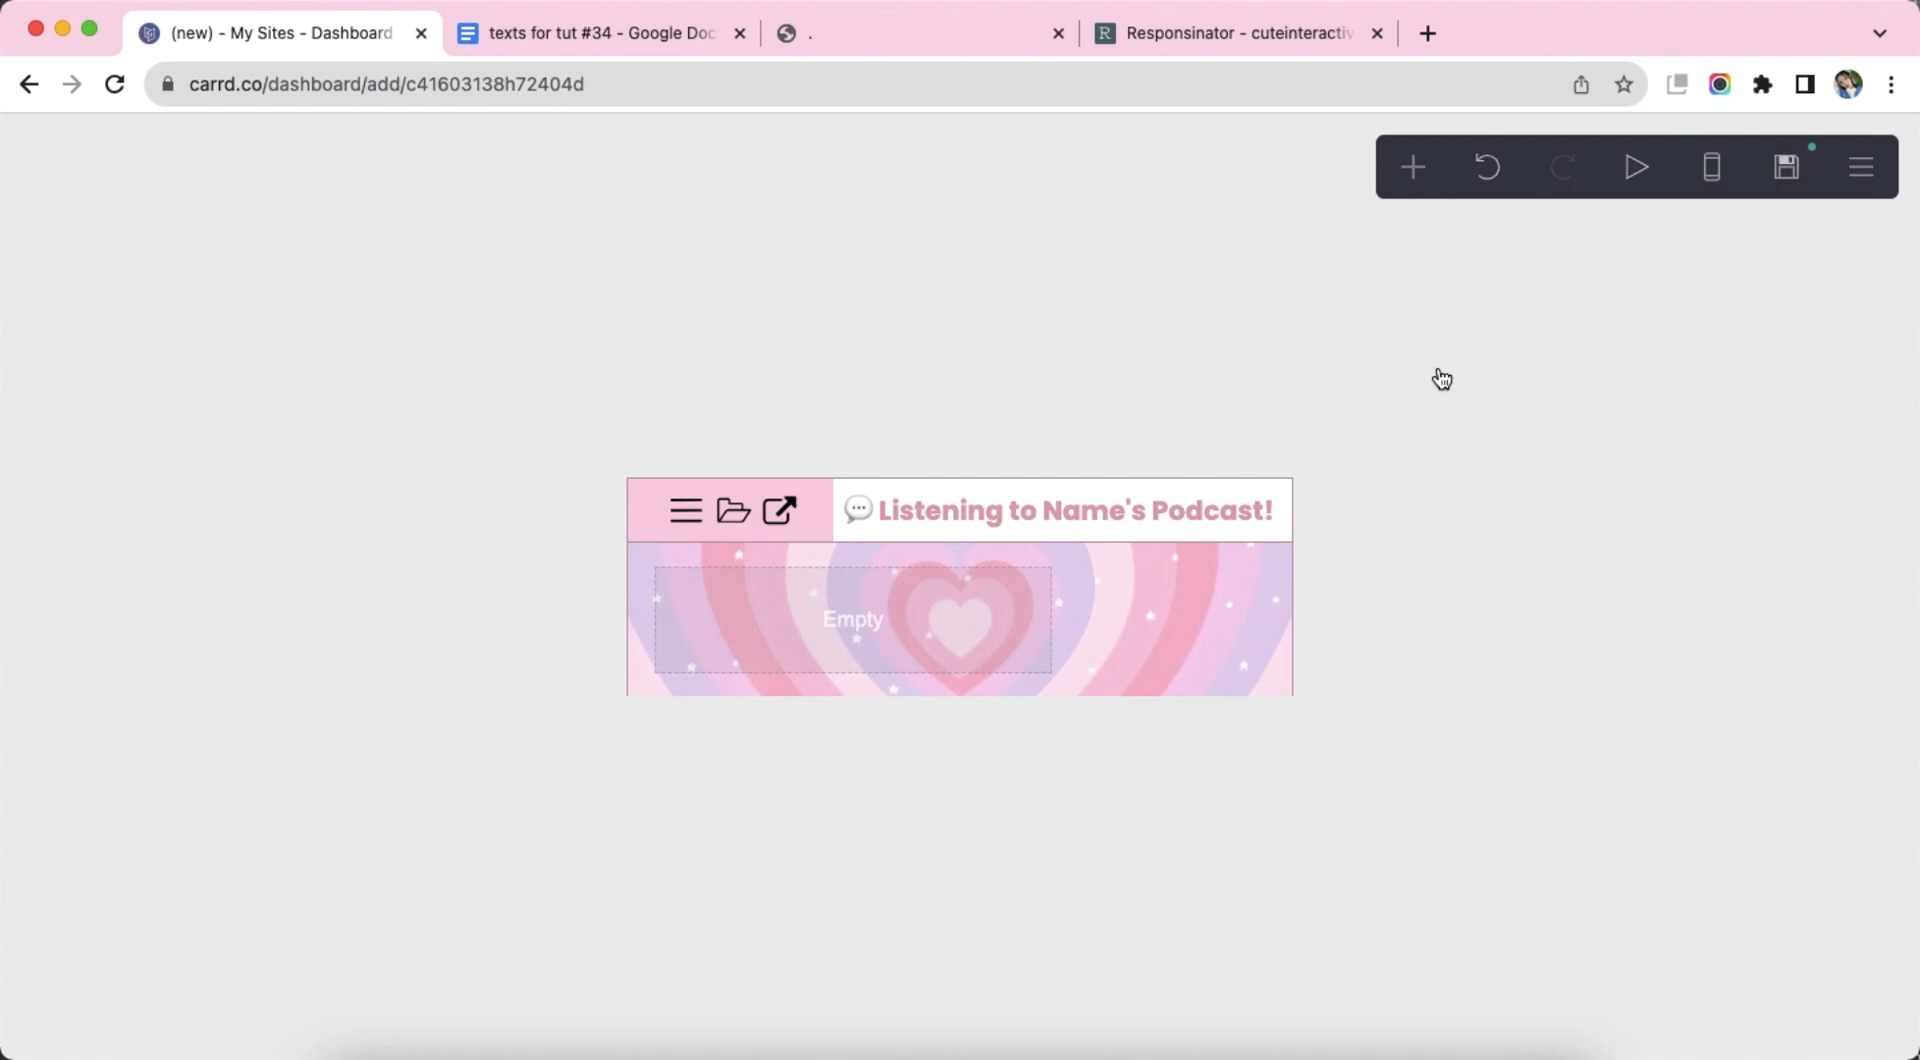 (new) - My Sites - Dashboard
texts for tut #34 - Google Doc
.
Responsinator - cuteinteractiv
carrd.co/dashboard/add/c41603138h72404d
💬 Listening to Name's Podcast!
Empty